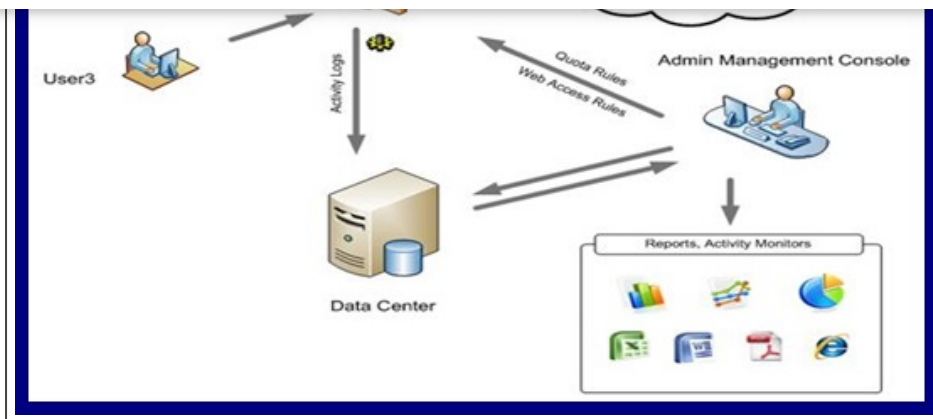 User3
Activity Logs
Quota Rules
Web Access Rules
Admin Management Console
Data Center
Reports, Activity Monitors